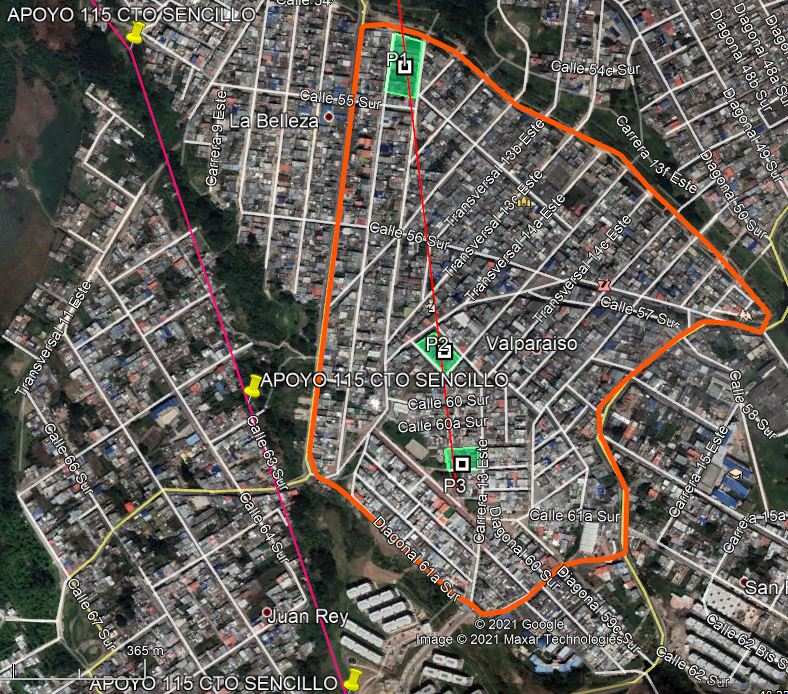 Calle 54
APOYO 115 CTO SENCILLO
P1
Calle 54c Sur
Diagonal 48b Sur
Diagonal 48c Sur
Diagonal 49 Sur
Calle 55 Sur
La Belleza
Carrera 9 Este
Carrera 13f Este
Transversal 13b Este
Transversal 13c Este
Transversal 14a Este
Transversal 14c Este
Diagonal 50 Sur
Calle 56 Sur
Calle 57 Sur
Transversal 11 Este
P2
Valparaiso
APOYO 115 CTO SENCILLO
Calle 60 Sur
Calle 60a Sur
Calle 58 Sur
Calle 63 Sur
Calle 66 Sur
P3
Carrera 13 Este
Carrera 15 Este
Carrera 15a
Calle 64 Sur
Calle 61a Sur
Diagonal 61a Sur
Diagonal 60 Sur
Diagonal 59c Sur
Calle 67 Sur
Juan Rey
San
© 2021 Google
Image © 2021 Maxar Technologies
Calle 62 Bis S
Calle 62 Sur
365 m
APOYO 115 CTO SENCILLO